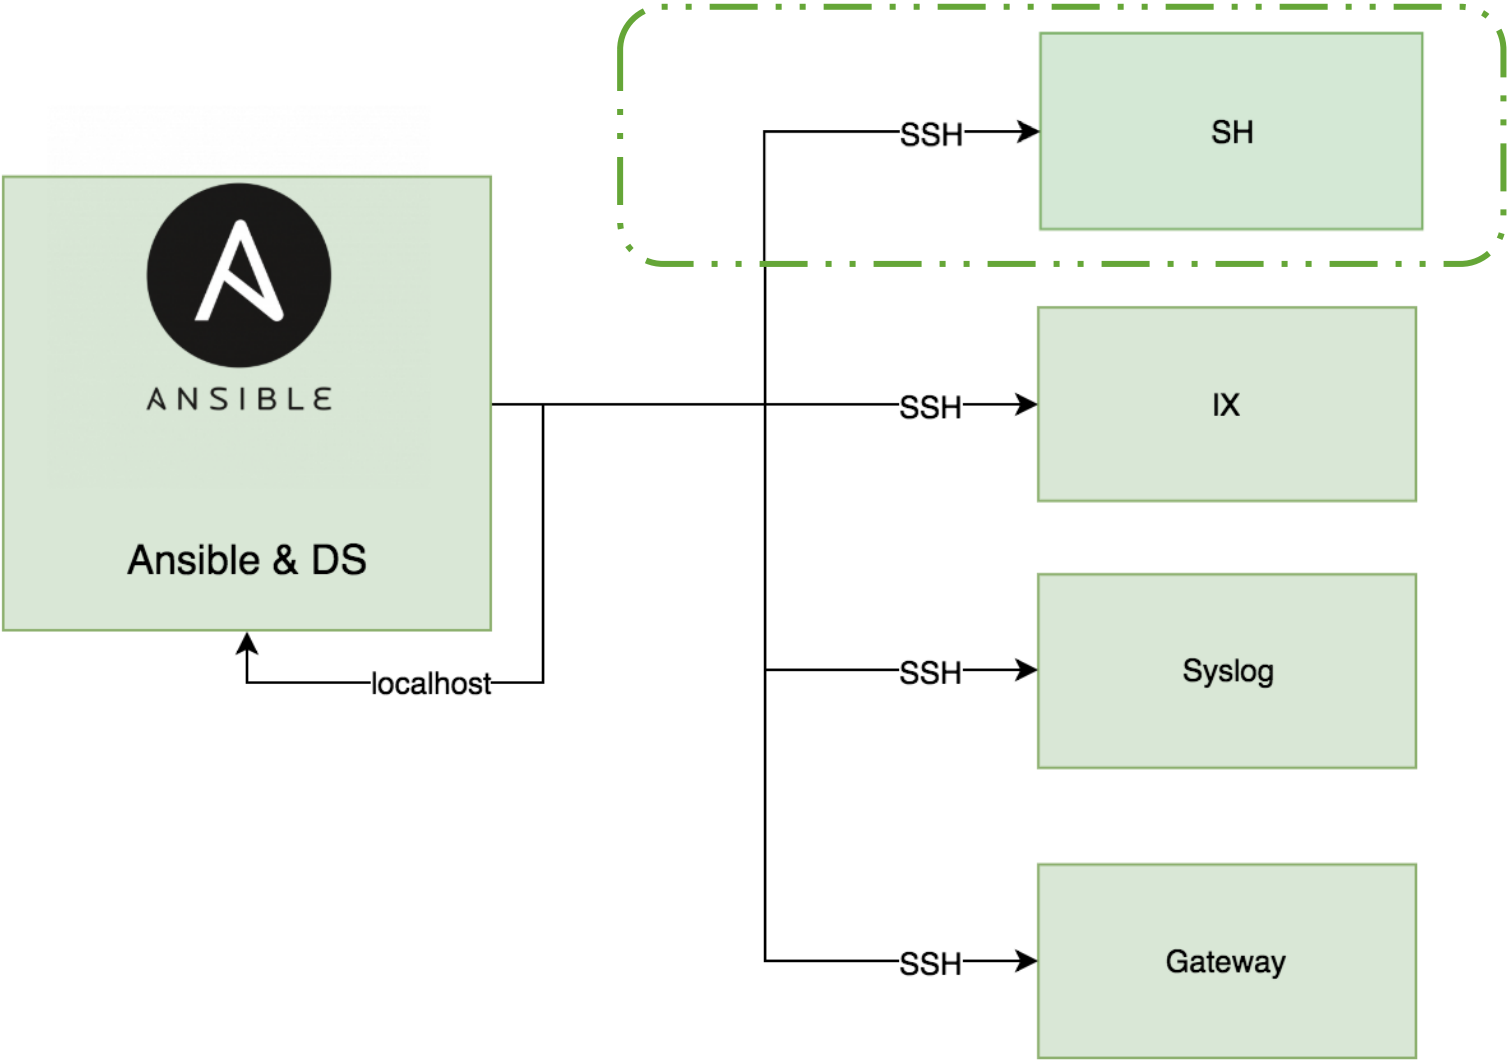 ANSIBLE
Ansible & DS
localhost
SSH
SH
SSH
IX
SSH
Syslog
SSH
Gateway